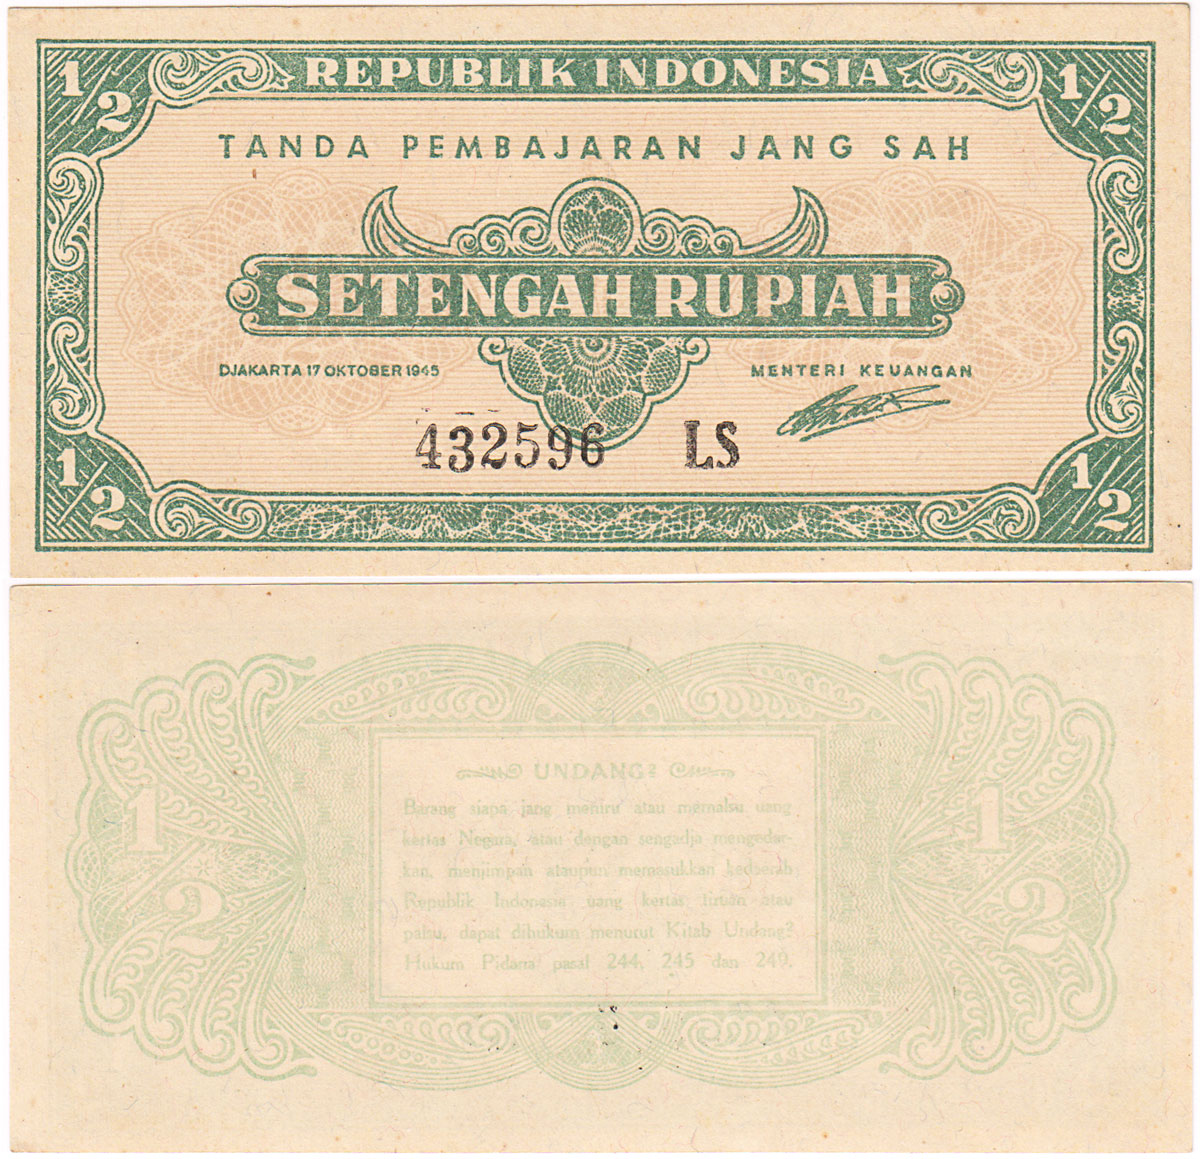 1/2 REPUBLIK INDONESIA 1/2
TANDA PEMBAJARAN JANG SAH
SETENGAH RUPIAH
DJAKARTA 17 OKTOBER 1945 MENTERI KEUANGAN
432596 LS
1/2 1/2
UNDANG2
Barang siapa jang meniru atau memalsu uang
kertas Negara, atau dengan sengadja mengedar-
kan, menjimpan ataupun memasukkan kedaerah
Republik Indonesia uang kertas tiruan atau
palsu, dapat dihukum menurut Kitab Undang2
Hukum Pidana pasal 244, 245 dan 249.
1/2 1/2